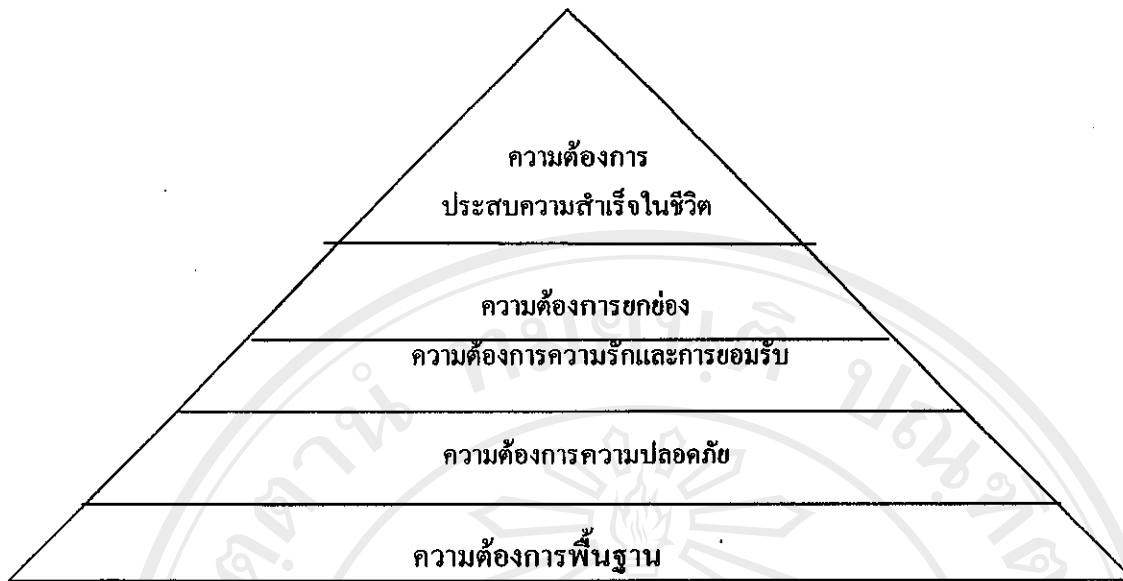 ความต้องการ
ประสบความสำเร็จในชีวิต
ความต้องการยกย่อง
ความต้องการความรักและการยอมรับ
ความต้องการความปลอดภัย
ความต้องการพื้นฐาน